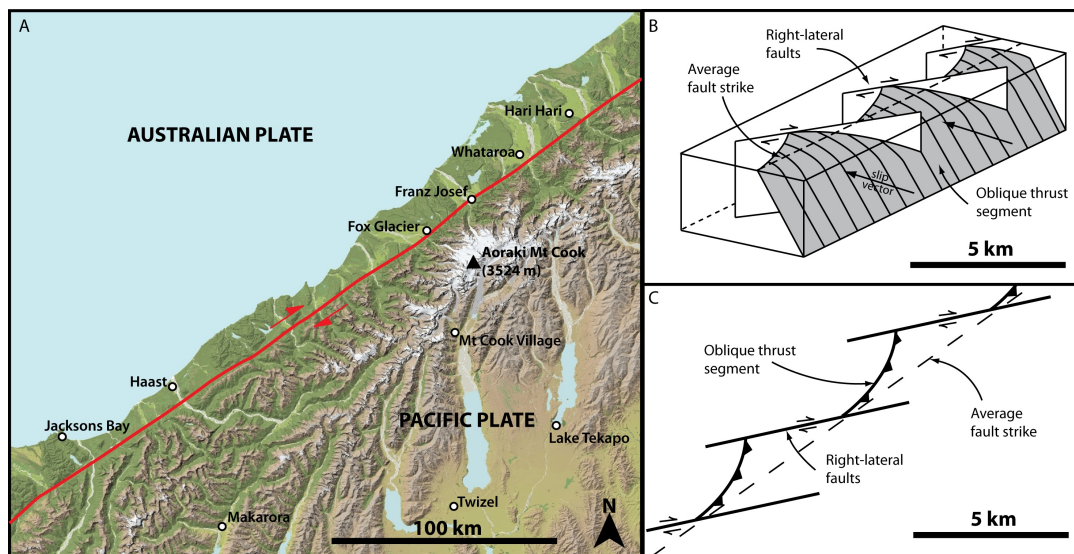 A
AUSTRALIAN PLATE
Hari Hari
Whataroa
Franz Josef
Fox Glacier
Aoraki Mt Cook
(3524 m)
Mt Cook Village
Haast
Jacksons Bay
PACIFIC PLATE
Lake Tekapo
Twizel
Makarora
100 km
N
B
Right-lateral
faults
Average
fault strike
slip
vector
Oblique thrust
segment
5 km
C
Oblique thrust
segment
Average
fault strike
Right-lateral
faults
5 km